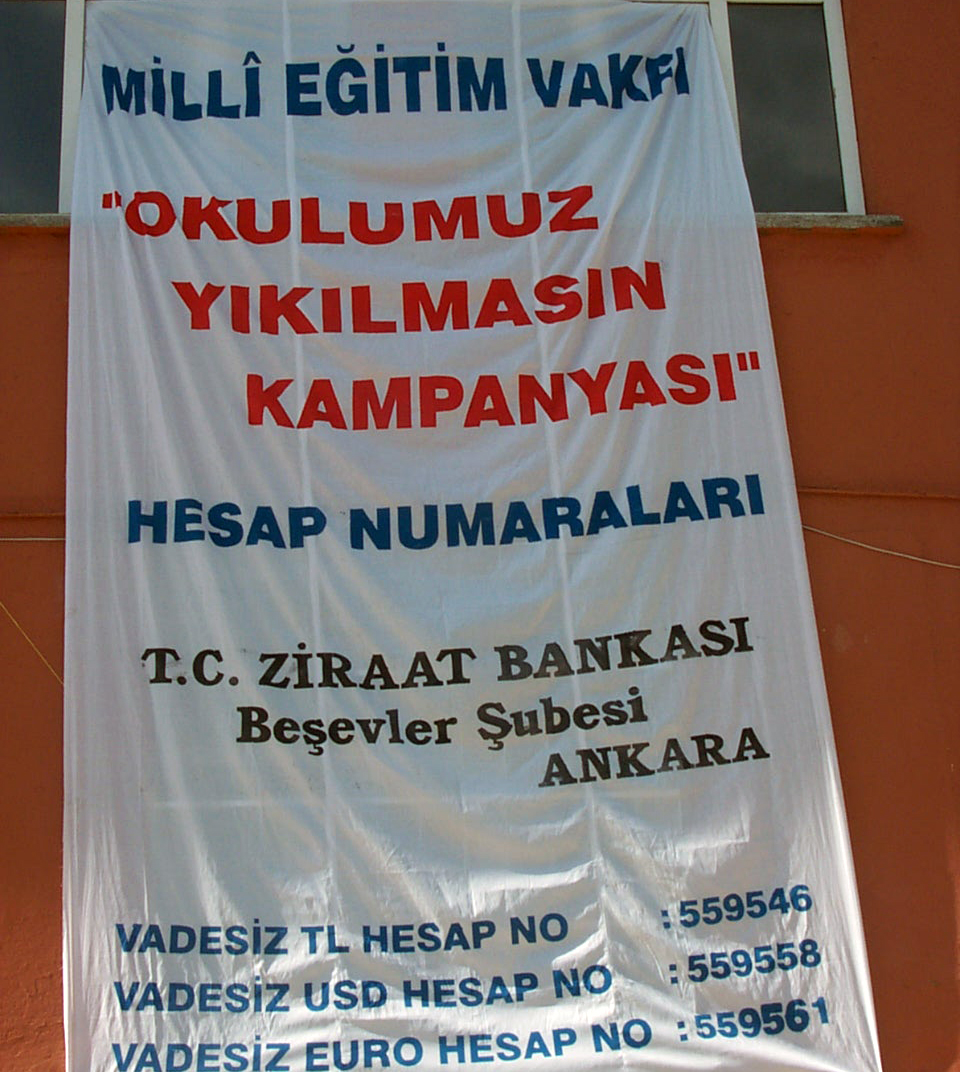 MİLLÎ EĞİTİM VAKFI
"OKULUMUZ
YIKILMASIN
KAMPANYASI"
HESAP NUMARALARI
T.C. ZİRAAT BANKASI
Beşevler Şubesi
ANKARA
VADESİZ TL HESAP NO : 559546
VADESİZ USD HESAP NO : 559558
VADESİZ EURO HESAP NO : 559561